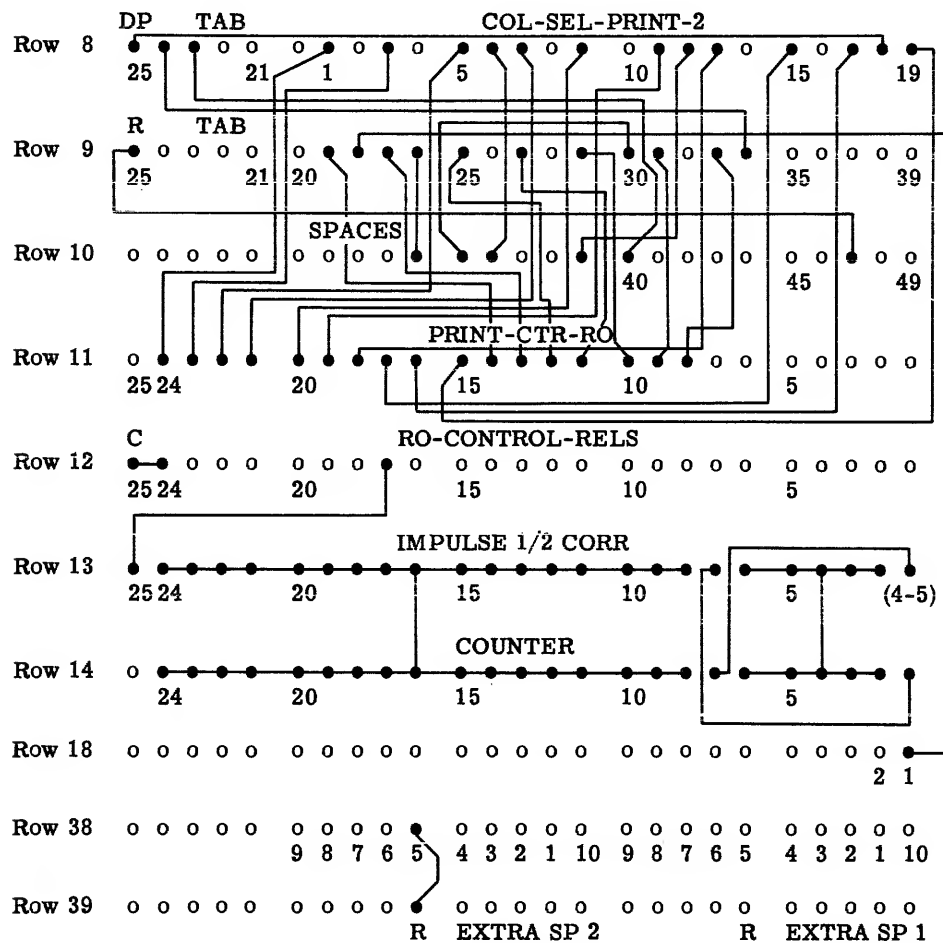 DP TAB COL-SEL-PRINT-2
Row 8
25 21 1 5 10 15 19
R TAB
Row 9
25 21 20 25 30 35 39
SPACES
Row 10
40 45 49
PRINT-CTR-RO
Row 11
25 24 20 15 10 5
C RO-CONTROL-RELS
Row 12
25 24 20 15 10 5
IMPULSE 1/2 CORR
Row 13
25 24 20 15 10 5 (4-5)
COUNTER
Row 14
24 20 15 10 5
Row 18
2 1
Row 38
9 8 7 6 5 4 3 2 1 10 9 8 7 6 5 4 3 2 1 10
Row 39
R EXTRA SP 2 R EXTRA SP 1